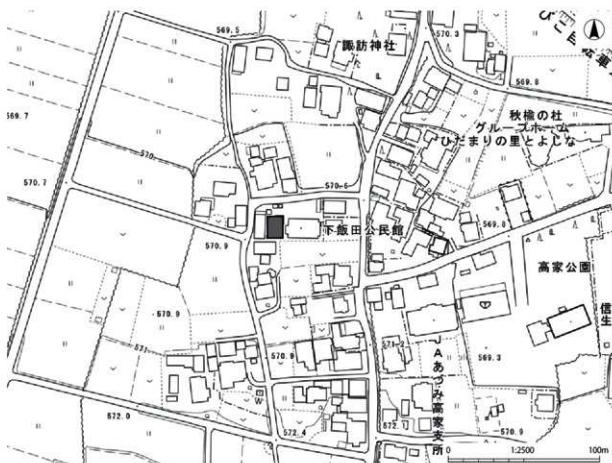 569.5
諏訪神社
570.3
569.8
569.7
秋櫙の杜
グループホーム
ひだまりの里とよしな
570.
570.7
570.6
下飯田公民館
569.8
570.9
高家公園
信生
570.9
571
571.2
JAあづみ高家支所
569.3
570.9
W
572.0
572.4
572.1
570.9
0
1:2500
100m